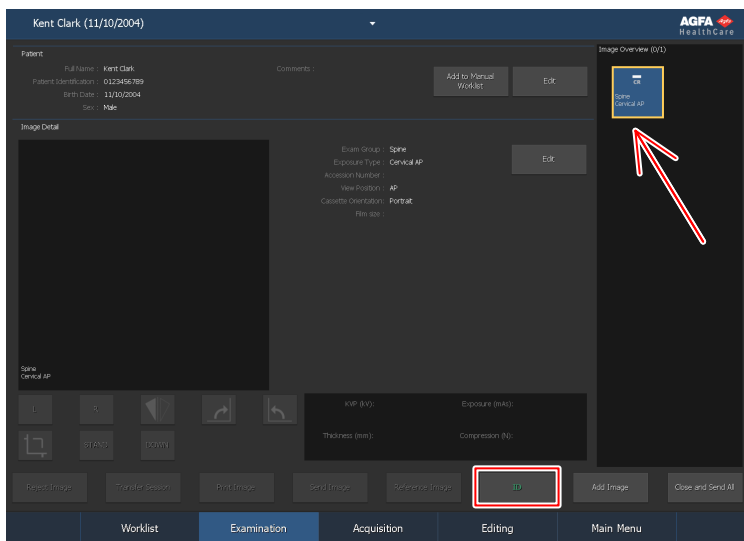 Kent Clark (11/10/2004)
AGFA
HealthCare
Patient
Full Name : Kent Clark
Comments :
Patient Identification : 0123456789
Birth Date : 11/10/2004
Sex : Male
Add to Manual
Worklist
Edit
Image Overview (0/1)
CR
Spine
Cervical AP
Image Detail
Exam Group : Spine
Exposure Type : Cervical AP
Accession Number :
View Position : AP
Cassette Orientation: Portrait
Film size :
Edit
Spine
Cervical AP
L
R
STAND
DOWN
KVP (kV):
Exposure (mAs):
Thickness (mm):
Compression (N):
Reject Image
Transfer Session
Print Image
Send Image
Reference Image
ID
Add Image
Close and Send All
Worklist
Examination
Acquisition
Editing
Main Menu